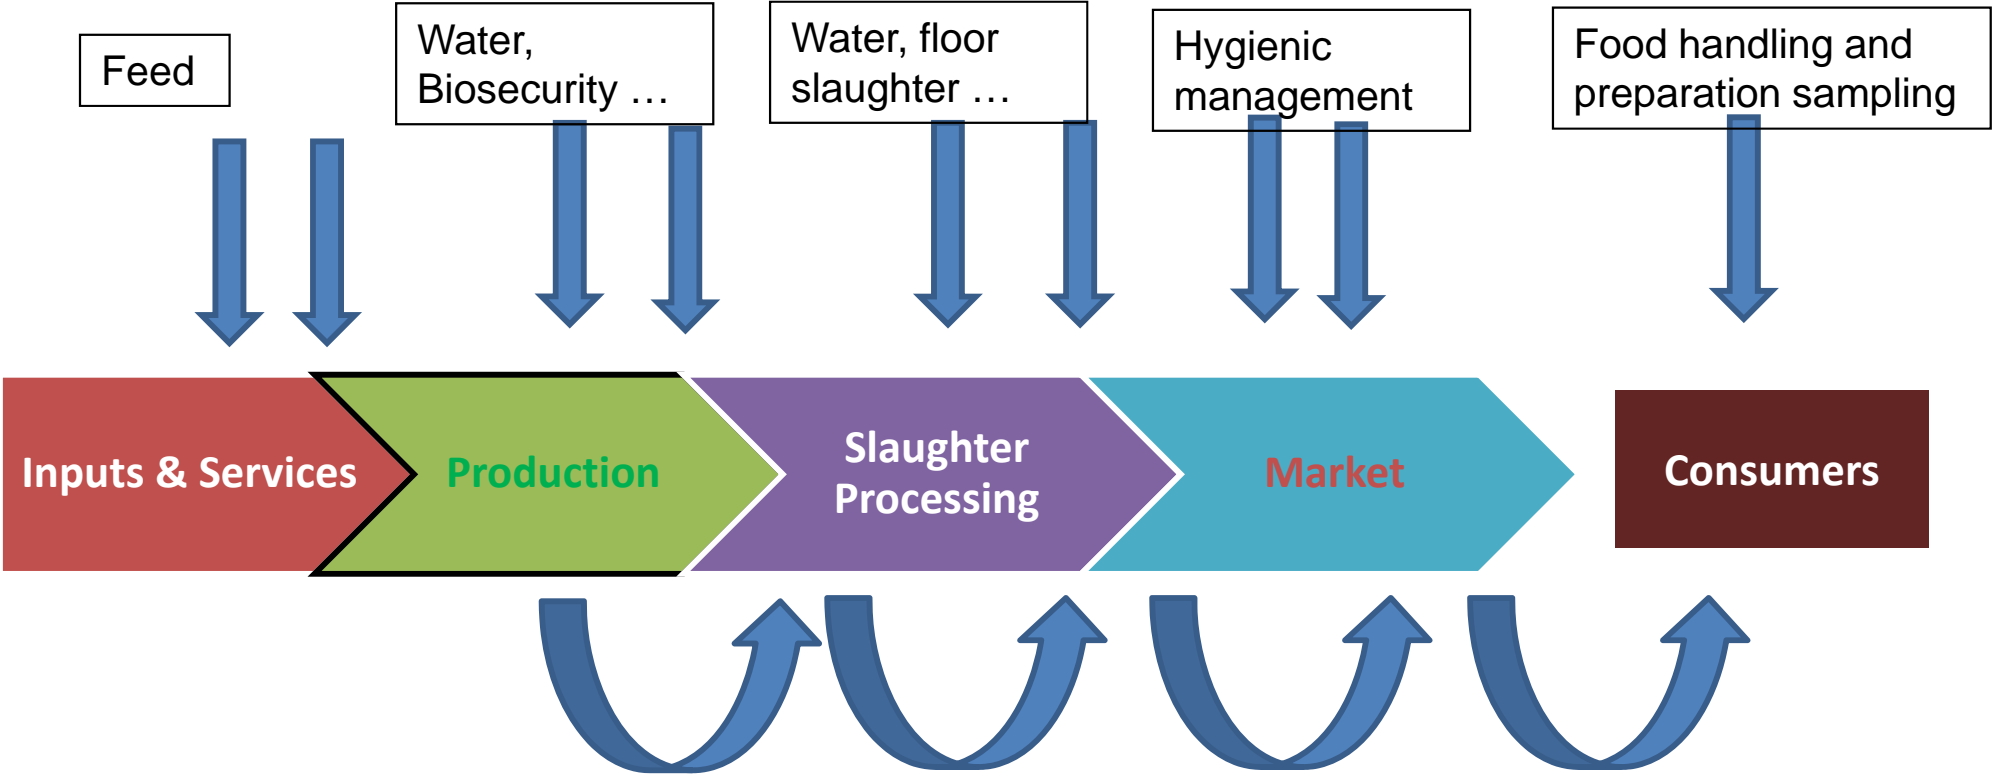 Feed
Water,
Biosecurity …
Water, floor
slaughter …
Hygienic
management
Food handling and
preparation sampling
Inputs & Services
Production
Slaughter
Processing
Market
Consumers